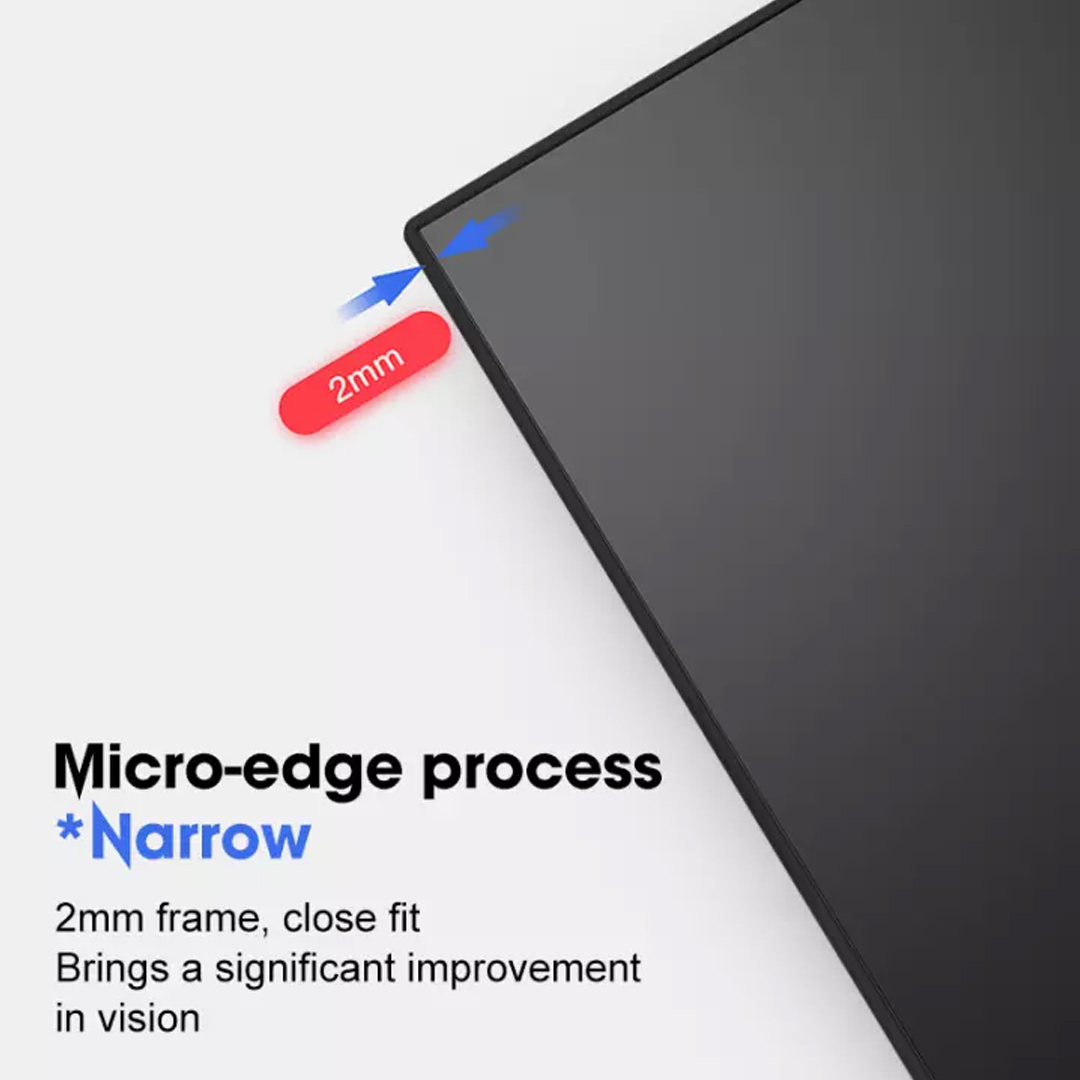 2mm
Micro-edge process
*Narrow
2mm frame, close fit
Brings a significant improvement
in vision